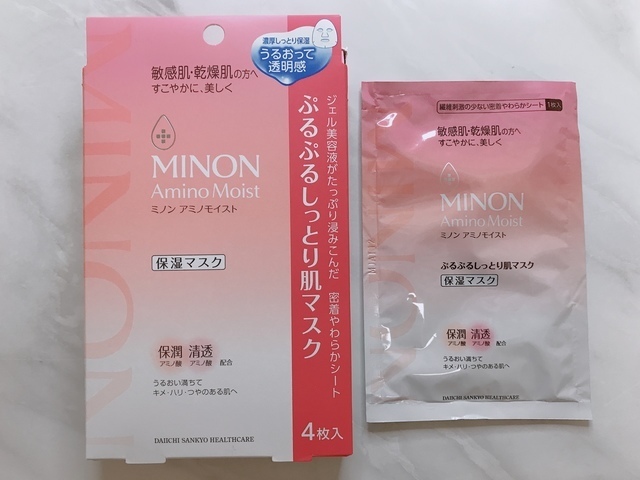 濃厚しっとり保湿
うるおって
透明感
敏感肌・乾燥肌の方へ
すこやかに、美しく
MINON
Amino Moist
ミノン アミノモイスト
保湿マスク
保潤 清透
アミノ酸 アミノ酸 配合
うるおい満ちて
キメ・ハリ・つやのある肌へ
DAIICHI SANKYO HEALTHCARE
MINON
ジェル美容液がたっぷり浸みこんだ 密着やわらかシート
ぷるぷるしっとり肌マスク
4枚入
繊維刺激の少ない密着やわらかシート 1枚入
敏感肌・乾燥肌の方へ
すこやかに、美しく
MINON
Amino Moist
ミノン アミノモイスト
ぷるぷるしっとり肌マスク
保湿マスク
保潤 清透
アミノ酸 アミノ酸 配合
うるおい満ちて
キメ・ハリ・つやのある肌へ
DAIICHI SANKYO HEALTHCARE
MINON